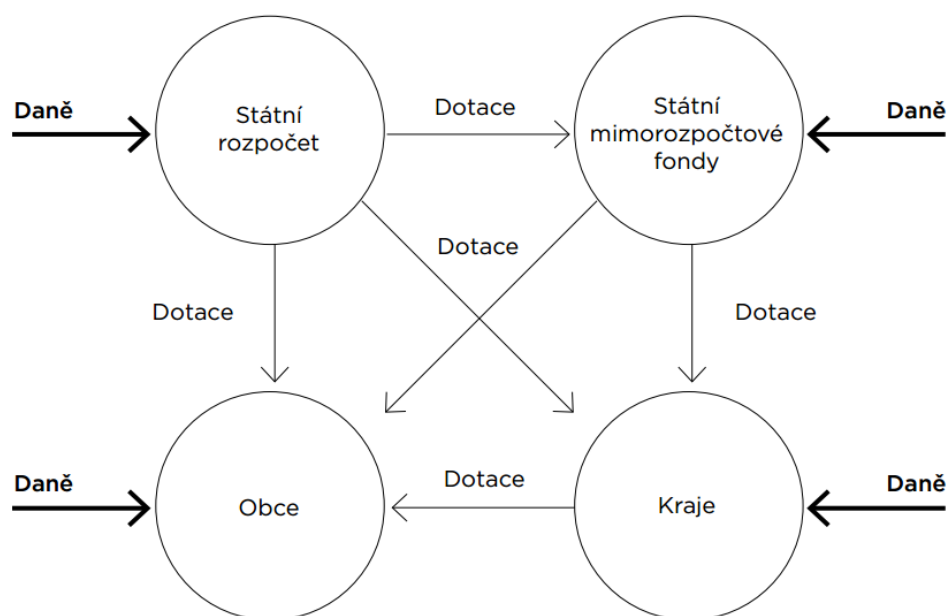 Daně
Státní
rozpočet
Dotace
Státní
mimorozpočtové
fondy
Daně
Dotace
Dotace
Dotace
Daně
Obce
Dotace
Kraje
Daně